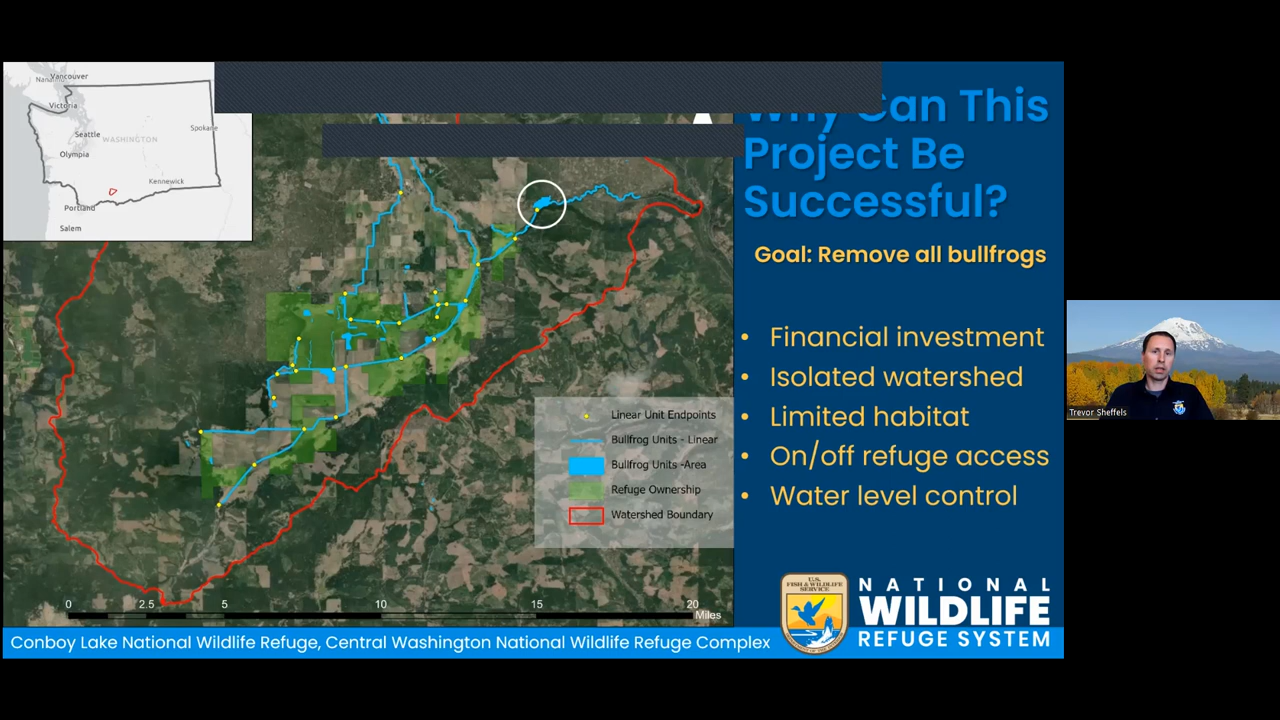 Vancouver
Victoria
Seattle
WASHINGTON
Spokane
Olympia
Kennewick
Portland
Salem
Why Can This
Project Be
Successful?
Goal: Remove all bullfrogs
• Financial investment
• Isolated watershed
• Limited habitat
• On/off refuge access
• Water level control
Linear Unit Endpoints
Bullfrog Units - Linear
Bullfrog Units -Area
Refuge Ownership
Watershed Boundary
0 2.5 5 10 15 20
Miles
Conboy Lake National Wildlife Refuge, Central Washington National Wildlife Refuge Complex
U.S.
FISH & WILDLIFE
SERVICE
NATIONAL
WILDLIFE
REFUGE SYSTEM
Trevor Sheffels